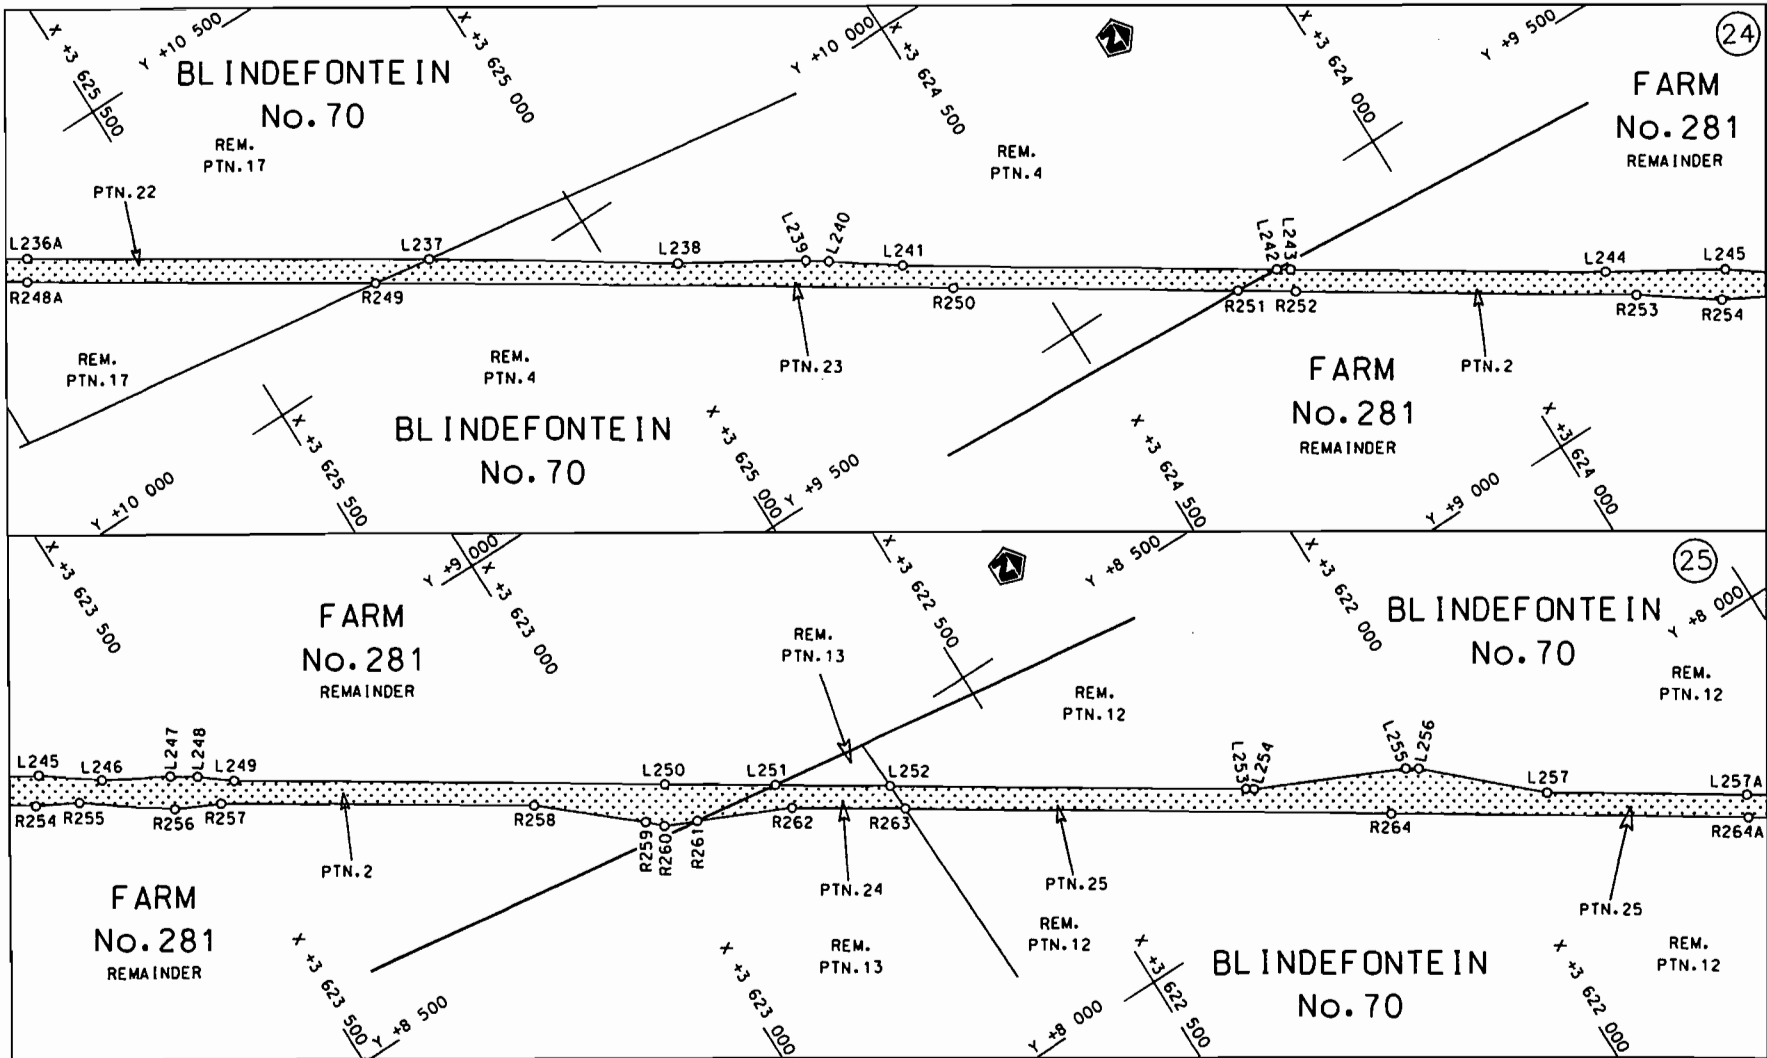 X +3 625 500
Y +10 500
X +3 625 000
Y +10 000
X +3 624 500
X +3 624 000
Y +9 500
24
BLINDEFONTEIN
No.70
REM.
PTN.17
PTN.22
REM.
PTN.4
FARM
No.281
REMAINDER
L236A
L237
L238
L239
L240
L241
L242
L243
L244
L245
R248A
R249
R250
R251
R252
R253
R254
REM.
PTN.17
REM.
PTN.4
PTN.23
FARM
No.281
REMAINDER
PTN.2
BLINDEFONTEIN
No.70
Y +10 000
X +3 625 500
X +3 625 000
Y +9 500
X +3 624 500
Y +9 000
X +3 624 000
X +3 623 500
Y +9 000
X +3 623 000
X +3 622 500
Y +8 500
X +3 622 000
25
Y +8 000
FARM
No.281
REMAINDER
REM.
PTN.13
REM.
PTN.12
BLINDEFONTEIN
No.70
REM.
PTN.12
L245
L246
L247
L248
L249
L250
L251
L252
L253
L254
L255
L256
L257
L257A
R254
R255
R256
R257
R258
R259
R260
R261
R262
R263
R264
R264A
PTN.2
PTN.24
PTN.25
PTN.25
FARM
No.281
REMAINDER
REM.
PTN.13
REM.
PTN.12
BLINDEFONTEIN
No.70
REM.
PTN.12
X +3 623 500
Y +8 500
X +3 623 000
Y +8 000
X +3 622 500
X +3 622 000